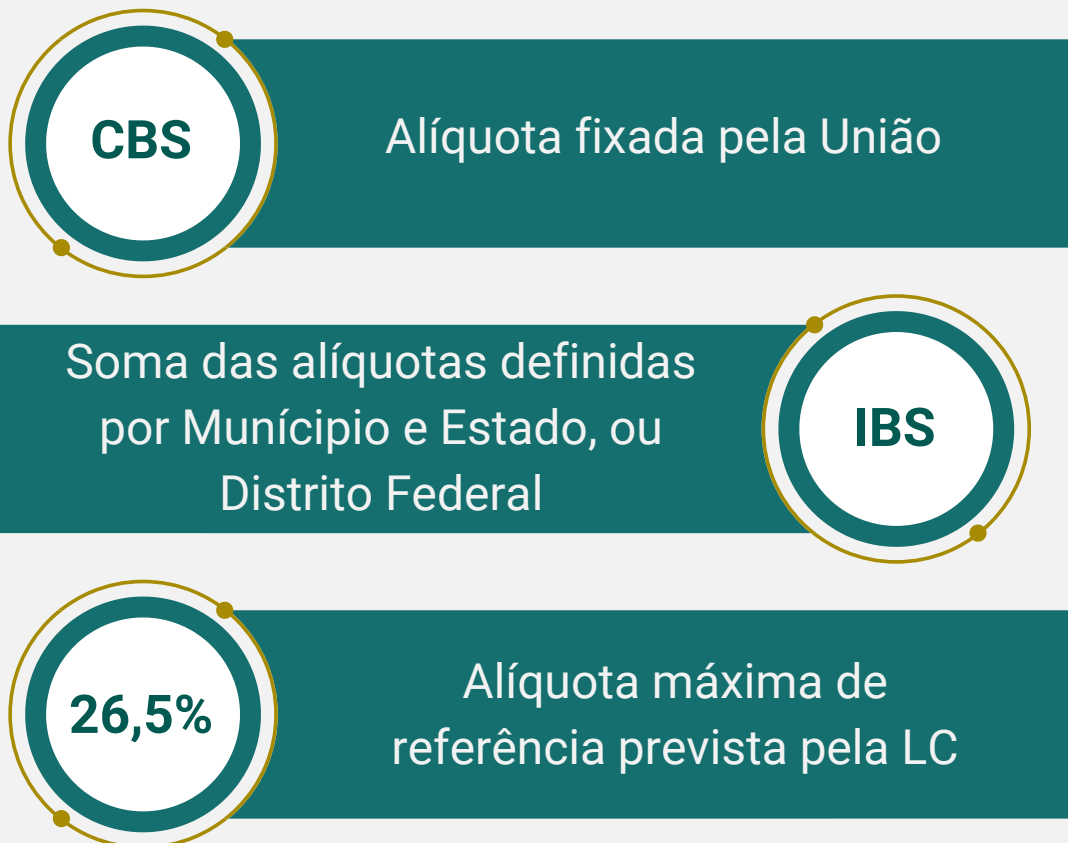 CBS
Alíquota fixada pela União
Soma das alíquotas definidas
por Munícipio e Estado, ou
Distrito Federal
IBS
26,5%
Alíquota máxima de
referência prevista pela LC